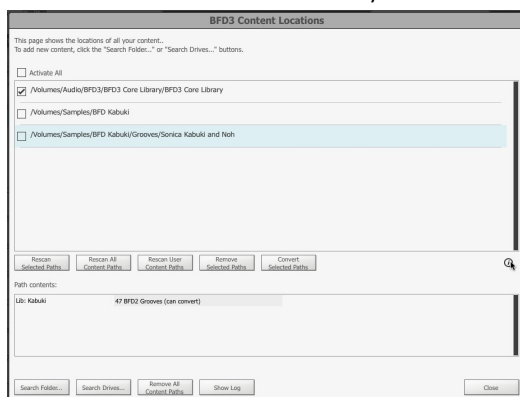 BFD3 Content Locations
This page shows the locations of all your content..
To add new content, click the "Search Folder..." or "Search Drives..." buttons.
Activate All
/Volumes/Audio/BFD3/BFD3 Core Library/BFD3 Core Library
/Volumes/Samples/BFD Kabuki
/Volumes/Samples/BFD Kabuki/Grooves/Sonica Kabuki and Noh
Rescan
Selected Paths
Rescan All
Content Paths
Rescan User
Content Paths
Remove
Selected Paths
Convert
Selected Paths
Path contents:
Lib: Kabuki 47 BFD2 Grooves (can convert)
Search Folder...
Search Drives...
Remove All
Content Paths
Show Log
Close